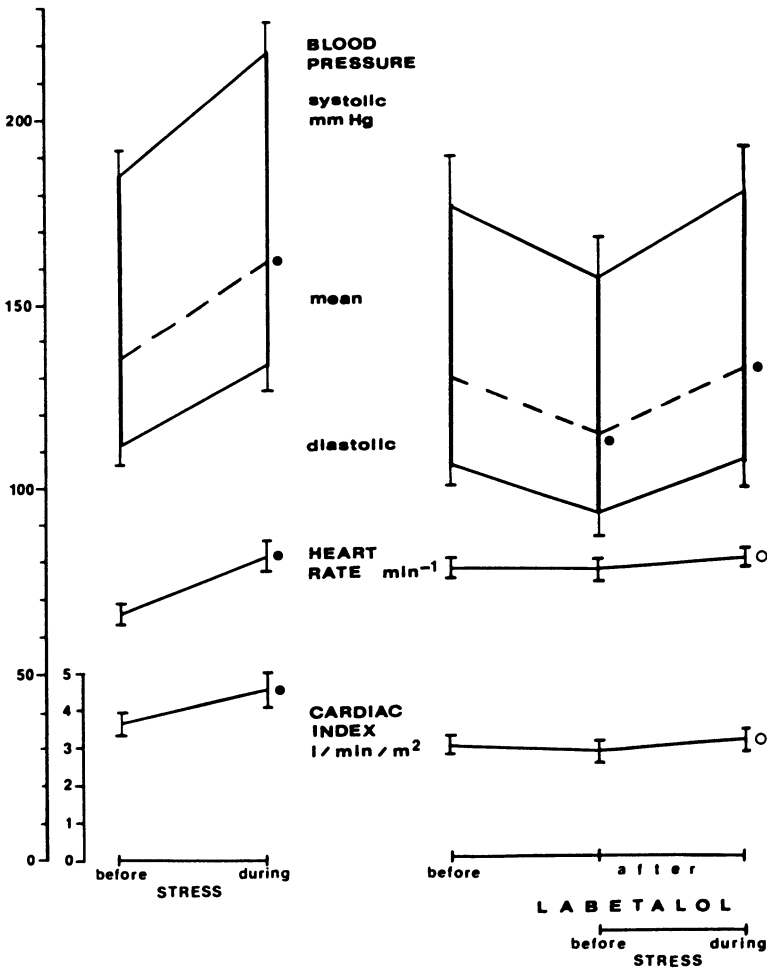 200
150
100
50
0
5
4
3
2
1
0
BLOOD
PRESSURE
systolic
mm Hg
mean
diastolic
HEART
RATE min⁻¹
CARDIAC
INDEX
l/min/m²
before during
STRESS
before after
LABETALOL
before during
STRESS